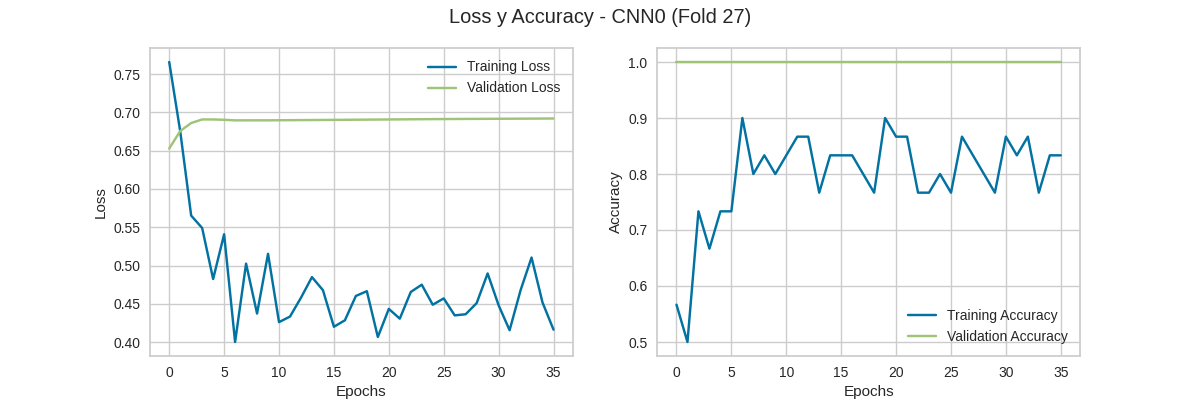 Loss y Accuracy - CNN0 (Fold 27)
Training Loss
Validation Loss
0.75
0.70
0.65
0.60
0.55
0.50
0.45
0.40
Loss
0 5 10 15 20 25 30 35
Epochs
1.0
0.9
0.8
0.7
0.6
0.5
Accuracy
Training Accuracy
Validation Accuracy
0 5 10 15 20 25 30 35
Epochs